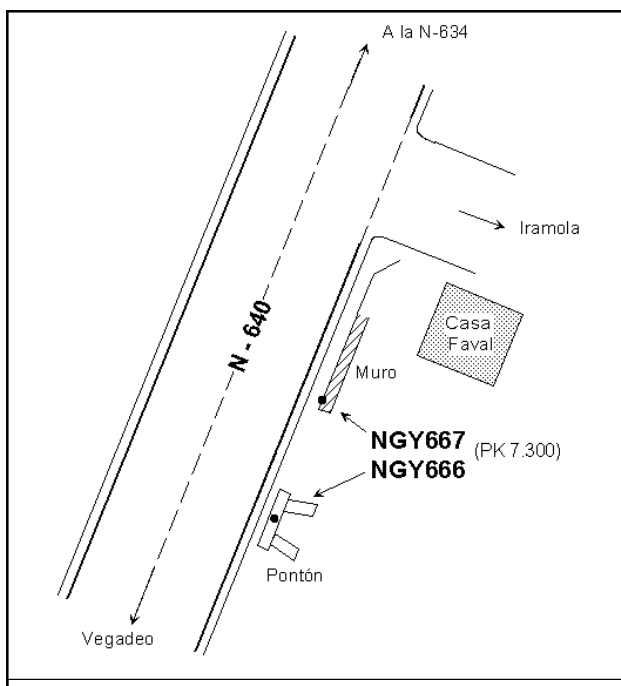 A la N-634
Iramola
Casa
Faval
N - 640
Muro
NGY667 (PK 7.300)
NGY666
Pontón
Vegadeo